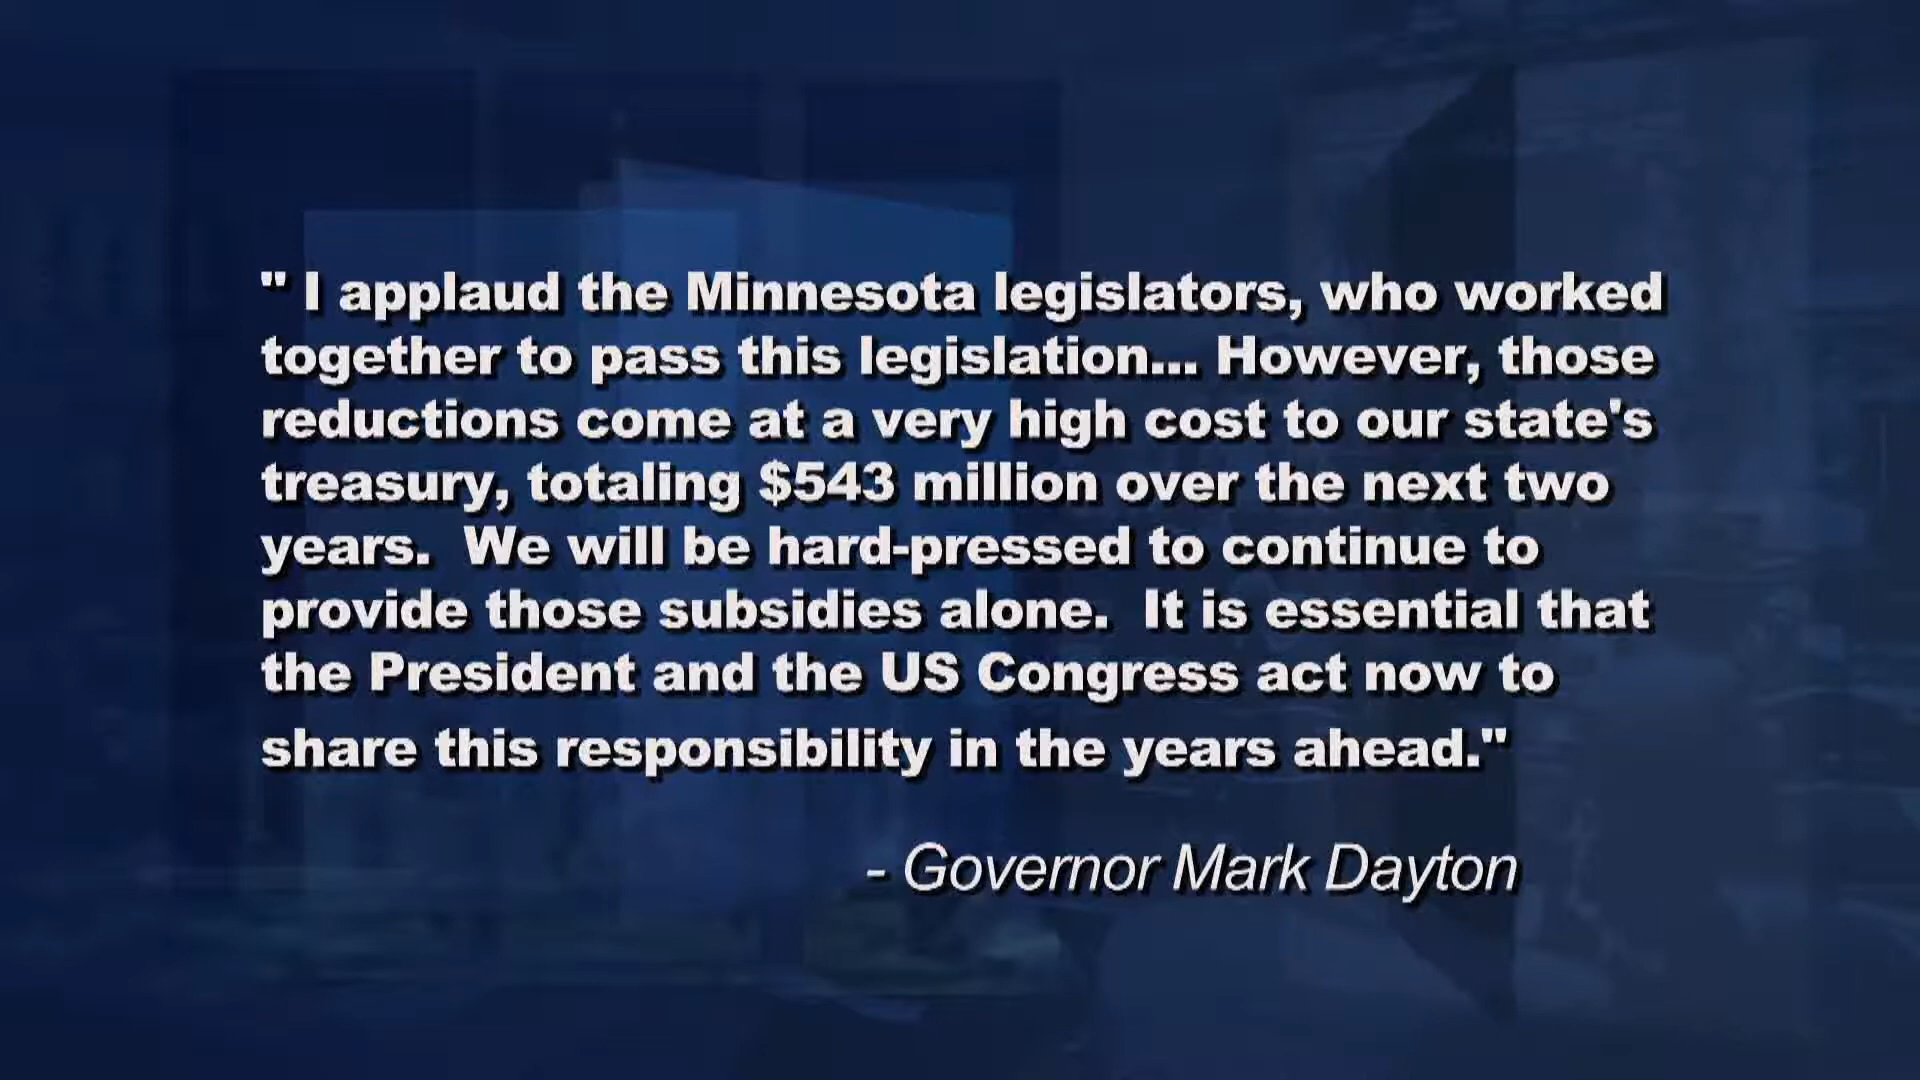 " I applaud the Minnesota legislators, who worked
together to pass this legislation... However, those
reductions come at a very high cost to our state's
treasury, totaling $543 million over the next two
years.  We will be hard-pressed to continue to
provide those subsidies alone.  It is essential that
the President and the US Congress act now to
share this responsibility in the years ahead."
- Governor Mark Dayton